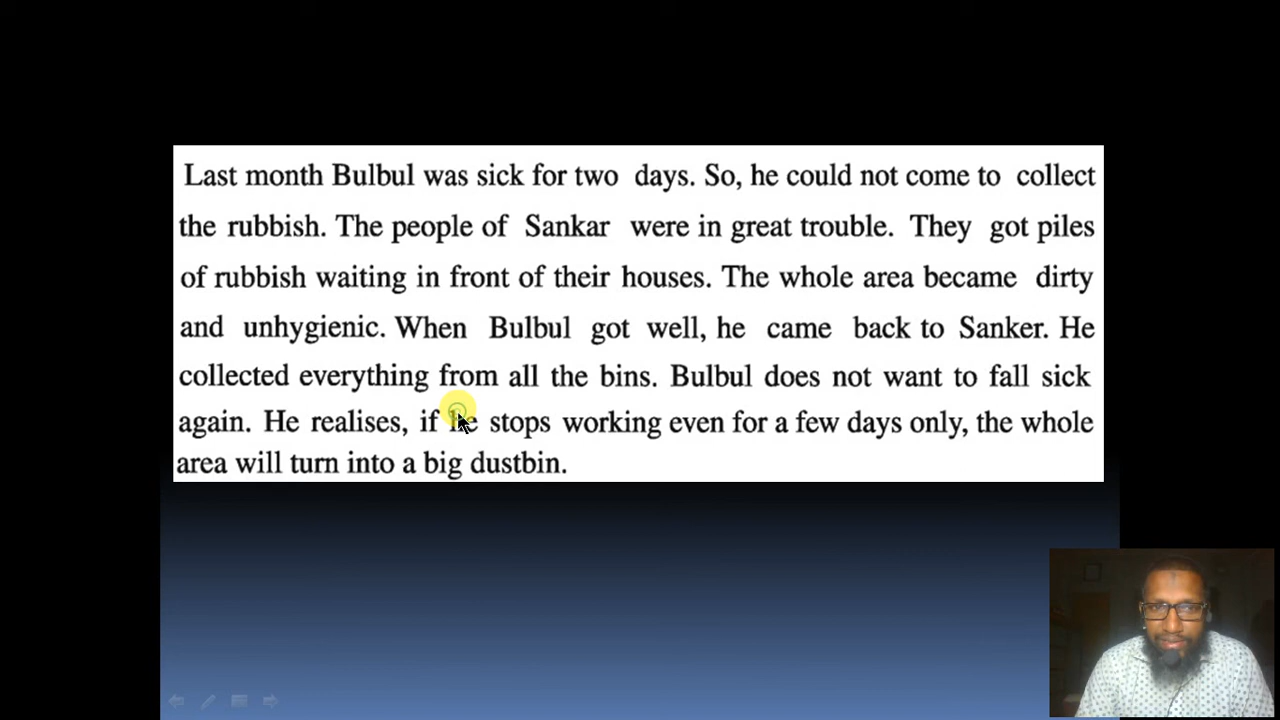 Last month Bulbul was sick for two days. So, he could not come to collect
the rubbish. The people of Sankar were in great trouble. They got piles
of rubbish waiting in front of their houses. The whole area became dirty
and unhygienic. When Bulbul got well, he came back to Sanker. He
collected everything from all the bins. Bulbul does not want to fall sick
again. He realises, if he stops working even for a few days only, the whole
area will turn into a big dustbin.